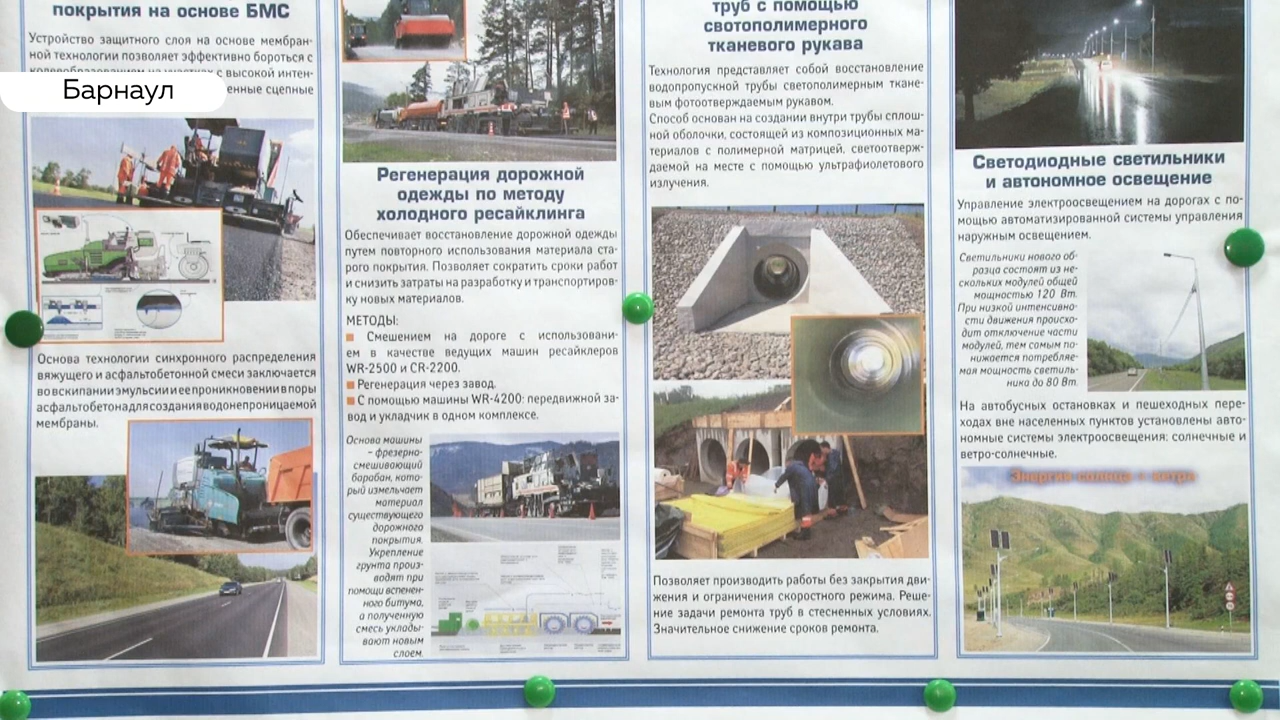 покрытия на основе БМС
Устройство защитного слоя на основе мембран-
ной технологии позволяет эффективно бороться с
колееобразованием на участках с высокой интен-
енные сцепные
Барнаул
Основа технологии синхронного распределения
вяжущего и асфальтобетонной смеси заключается
во вскипании эмульсии и ее проникновении в поры
асфальтобетона для создания водонепроницаемой
мембраны.
Регенерация дорожной
одежды по методу
холодного ресайклинга
Обеспечивает восстановление дорожной одежды
путем повторного использования материала ста-
рого покрытия. Позволяет сократить сроки работ
и снизить затраты на разработку и транспортиров-
ку новых материалов.
МЕТОДЫ:
Смешением на дороге с использовани-
ем в качестве ведущих машин ресайклеров
WR-2500 и CR-2200.
Регенерация через завод.
С помощью машины WR-4200: передвижной за-
вод и укладчик в одном комплексе.
Основа машины
– фрезерно-
смешивающий
барабан, кото-
рый измельчает
материал
существующего
дорожного
покрытия.
Укрепление
грунта произ-
водят при
помощи вспенен-
ного битума,
а полученную
смесь уклады-
вают новым
слоем.
труб с помощью
свотополимерного
тканевого рукава
Технология представляет собой восстановление
водопропускной трубы светополимерным ткане-
вым фотоотверждаемым рукавом.
Способ основан на создании внутри трубы сплош-
ной оболочки, состоящей из композиционных ма-
териалов с полимерной матрицей, светоотверж-
даемой на месте с помощью ультрафиолетового
излучения.
Позволяет производить работы без закрытия дви-
жения и ограничения скоростного режима. Реше-
ние задачи ремонта труб в стесненных условиях.
Значительное снижение сроков ремонта.
Светодиодные светильники
и автономное освещение
Управление электроосвещением на дорогах с по-
мощью автоматизированной системы управления
наружным освещением.
Светильники нового об-
разца состоят из не-
скольких модулей общей
мощностью 120 Вт.
При низкой интенсивно-
сти движения происхо-
дит отключение части
модулей, тем самым по-
нижается потребляе-
мая мощность светиль-
ника до 80 Вт.
На автобусных остановках и пешеходных пере-
ходах вне населенных пунктов установлены авто-
номные системы электроосвещения: солнечные и
ветро-солнечные.
Энергия солнца + ветра